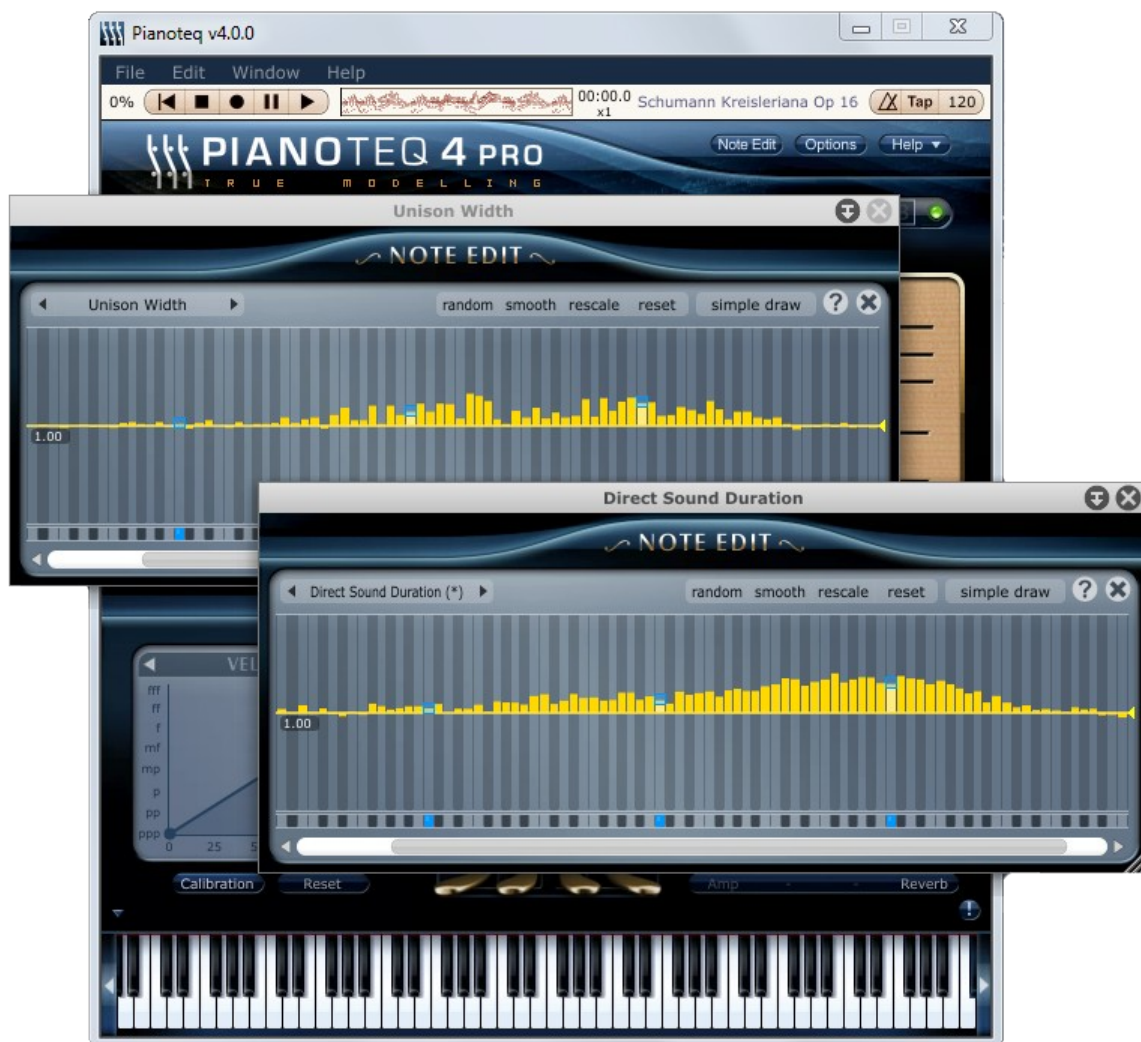 Pianoteq v4.0.0
File Edit Window Help
0% 00:00.0 Schumann Kreisleriana Op 16 Tap 120
x1
PIANOTEQ 4 PRO
TRUE MODELLING
Note Edit Options Help
Unison Width
NOTE EDIT
Unison Width random smooth rescale reset simple draw ?
1.00
Direct Sound Duration
NOTE EDIT
Direct Sound Duration (*) random smooth rescale reset simple draw ?
1.00
VEL
fff
ff
f
mf
mp
p
pp
ppp
0 25 5
Calibration Reset Amp - - Reverb
!